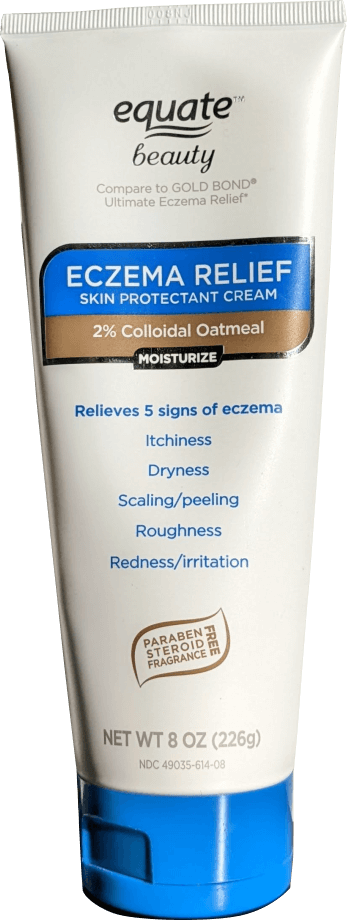 equate™
beauty
Compare to GOLD BOND®
Ultimate Eczema Relief*
ECZEMA RELIEF
SKIN PROTECTANT CREAM
2% Colloidal Oatmeal
MOISTURIZE
Relieves 5 signs of eczema
Itchiness
Dryness
Scaling/peeling
Roughness
Redness/irritation
PARABEN
STEROID
FRAGRANCE
FREE
NET WT 8 OZ (226g)
NDC 49035-614-08